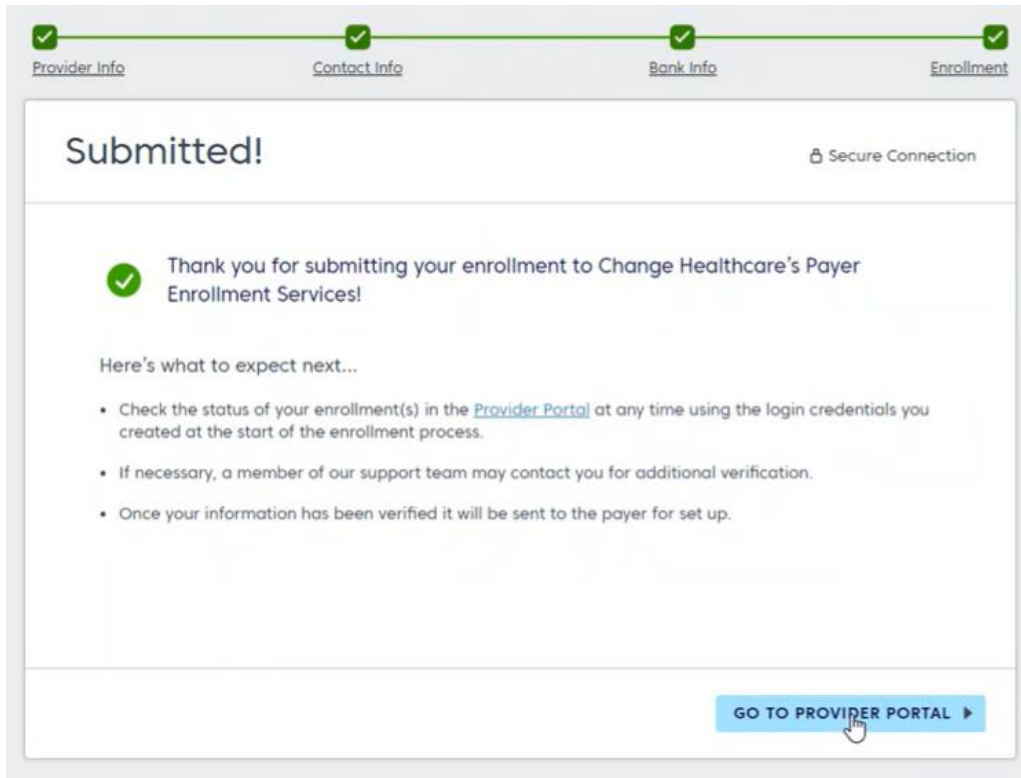 Provider Info
Contact Info
Bank Info
Enrollment
Submitted!
Secure Connection
Thank you for submitting your enrollment to Change Healthcare's Payer
Enrollment Services!
Here's what to expect next...
• Check the status of your enrollment(s) in the Provider Portal at any time using the login credentials you
created at the start of the enrollment process.
• If necessary, a member of our support team may contact you for additional verification.
• Once your information has been verified it will be sent to the payer for set up.
GO TO PROVIDER PORTAL